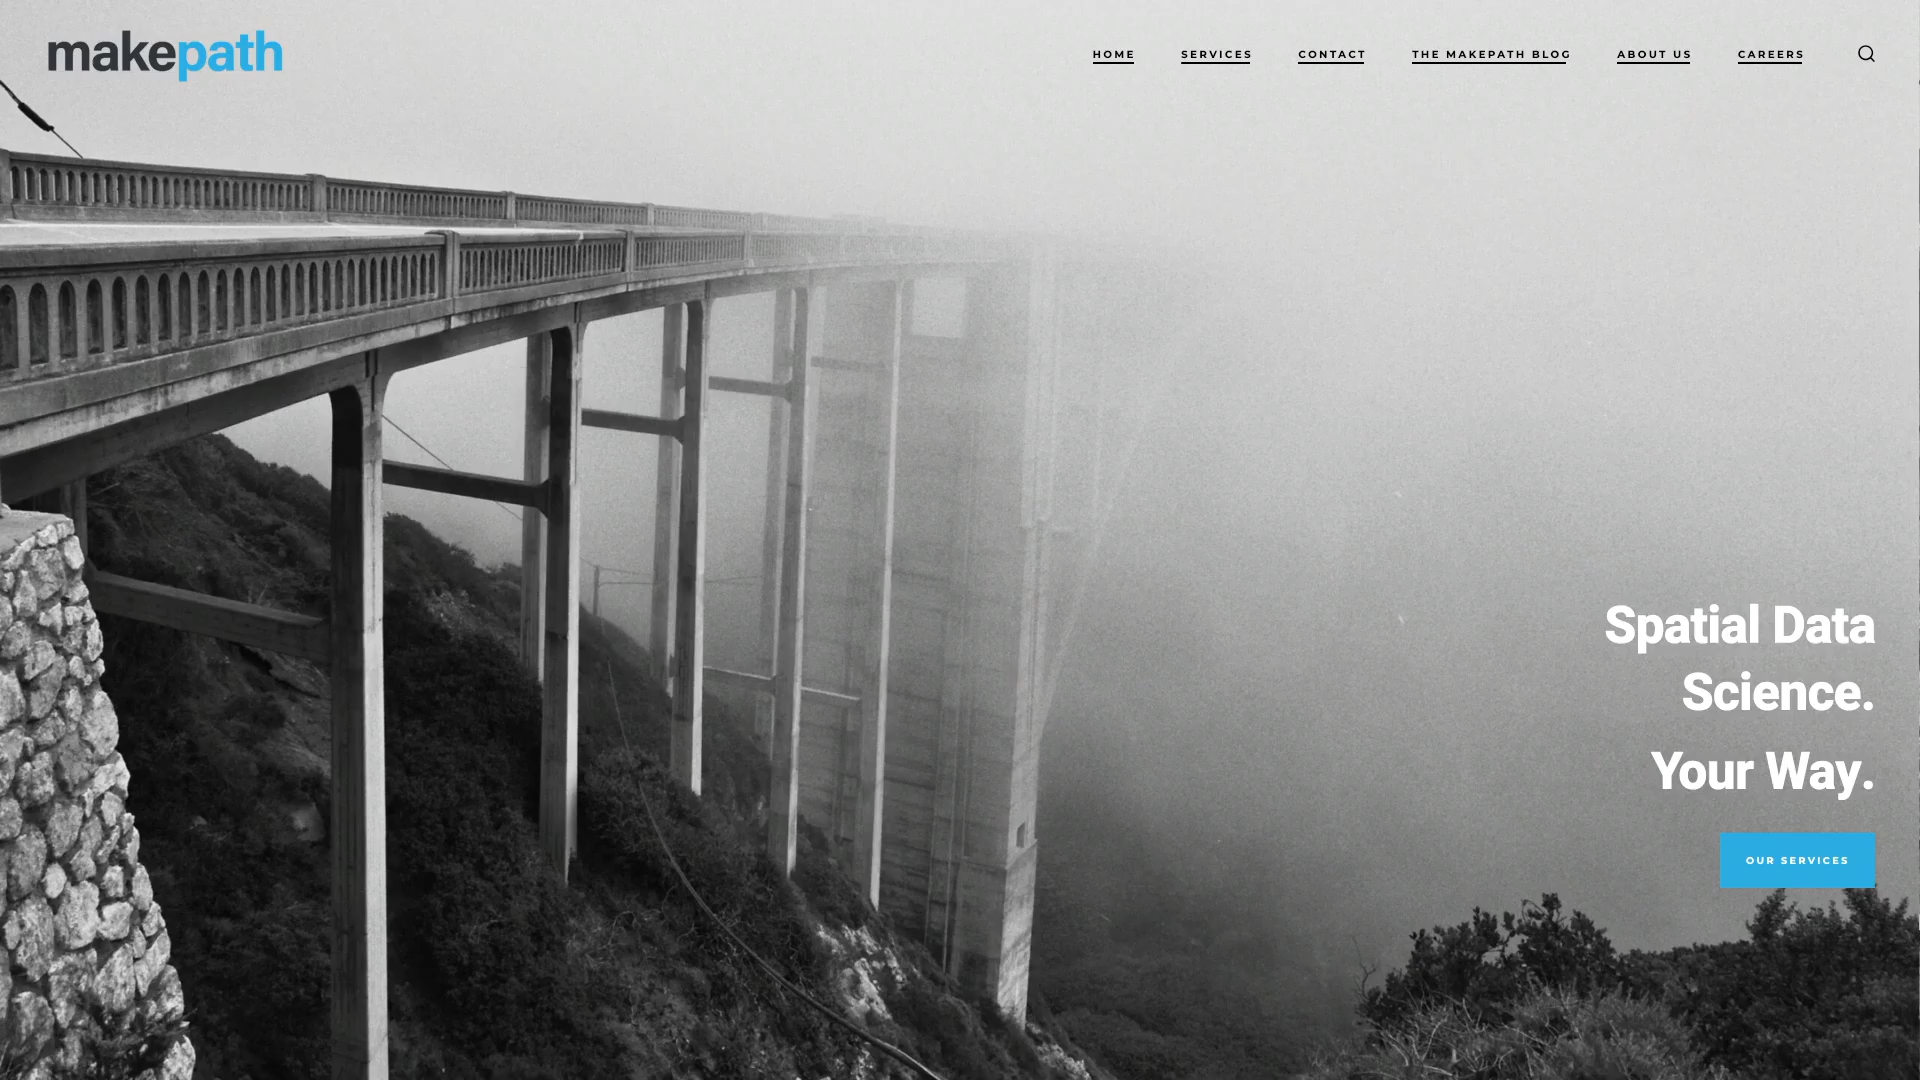 makepath
HOME
SERVICES
CONTACT
THE MAKEPATH BLOG
ABOUT US
CAREERS
Spatial Data
Science.
Your Way.
OUR SERVICES